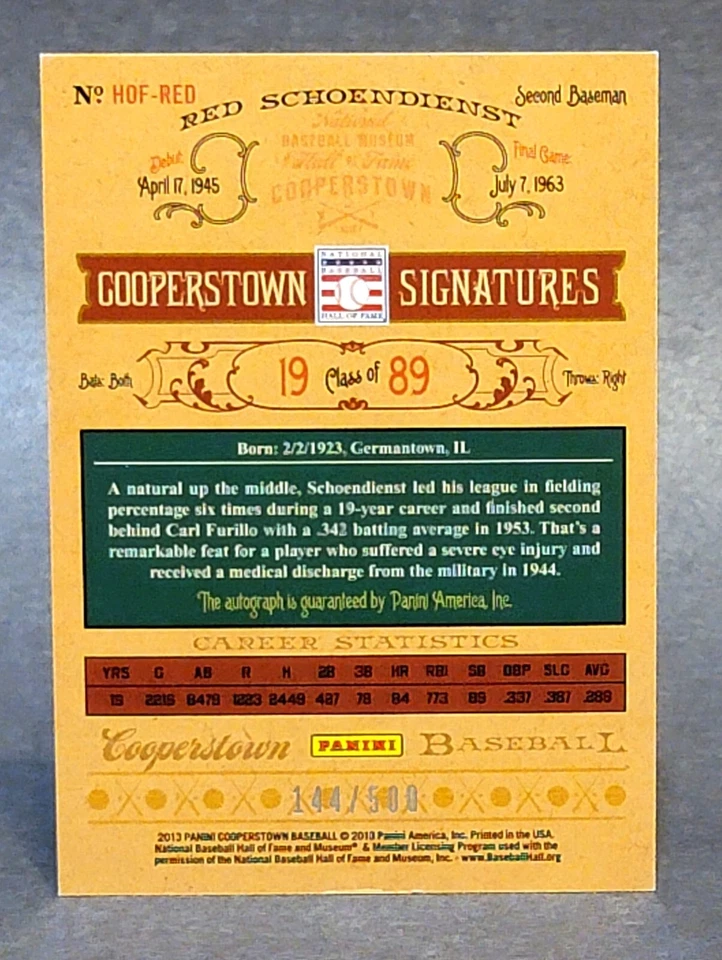 Nº HOF-RED
RED SCHOENDIENST
Second Baseman
National
BASEBALL MUSEUM
Hall of Fame
COOPERSTOWN
Debut:
April 17, 1945
Final Game:
July 7, 1963
COOPERSTOWN
NATIONAL
BASEBALL
HALL OF FAME
SIGNATURES
Bats: Both
19 Class of 89
Throws: Right
Born: 2/2/1923, Germantown, IL
A natural up the middle, Schoendienst led his league in fielding
percentage six times during a 19-year career and finished second
behind Carl Furillo with a .342 batting average in 1953. That's a
remarkable feat for a player who suffered a severe eye injury and
received a medical discharge from the military in 1944.
The autograph is guaranteed by Panini America, Inc.
CAREER STATISTICS
YRS G AB R H 2B 3B HR RBI SB OBP SLG AVG
19 2216 8479 1223 2449 427 78 84 773 89 .337 .387 .289
Cooperstown PANINI BASEBALL
144/500
2013 PANINI COOPERSTOWN BASEBALL © 2013 Panini America, Inc. Printed in the USA.
National Baseball Hall of Fame and Museum® & Member Licensing Program used with the
permission of the National Baseball Hall of Fame and Museum, Inc. - www.BaseballHall.org